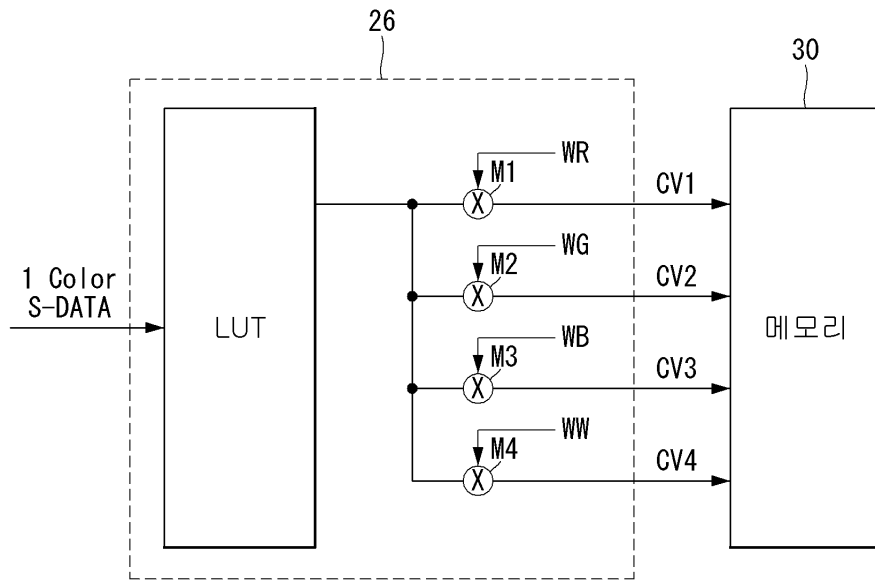 26
30
WR
M1
CV1
X
WG
M2
CV2
X
1 Color
S-DATA
LUT
WB
M3
CV3
X
메모리
WW
M4
CV4
X